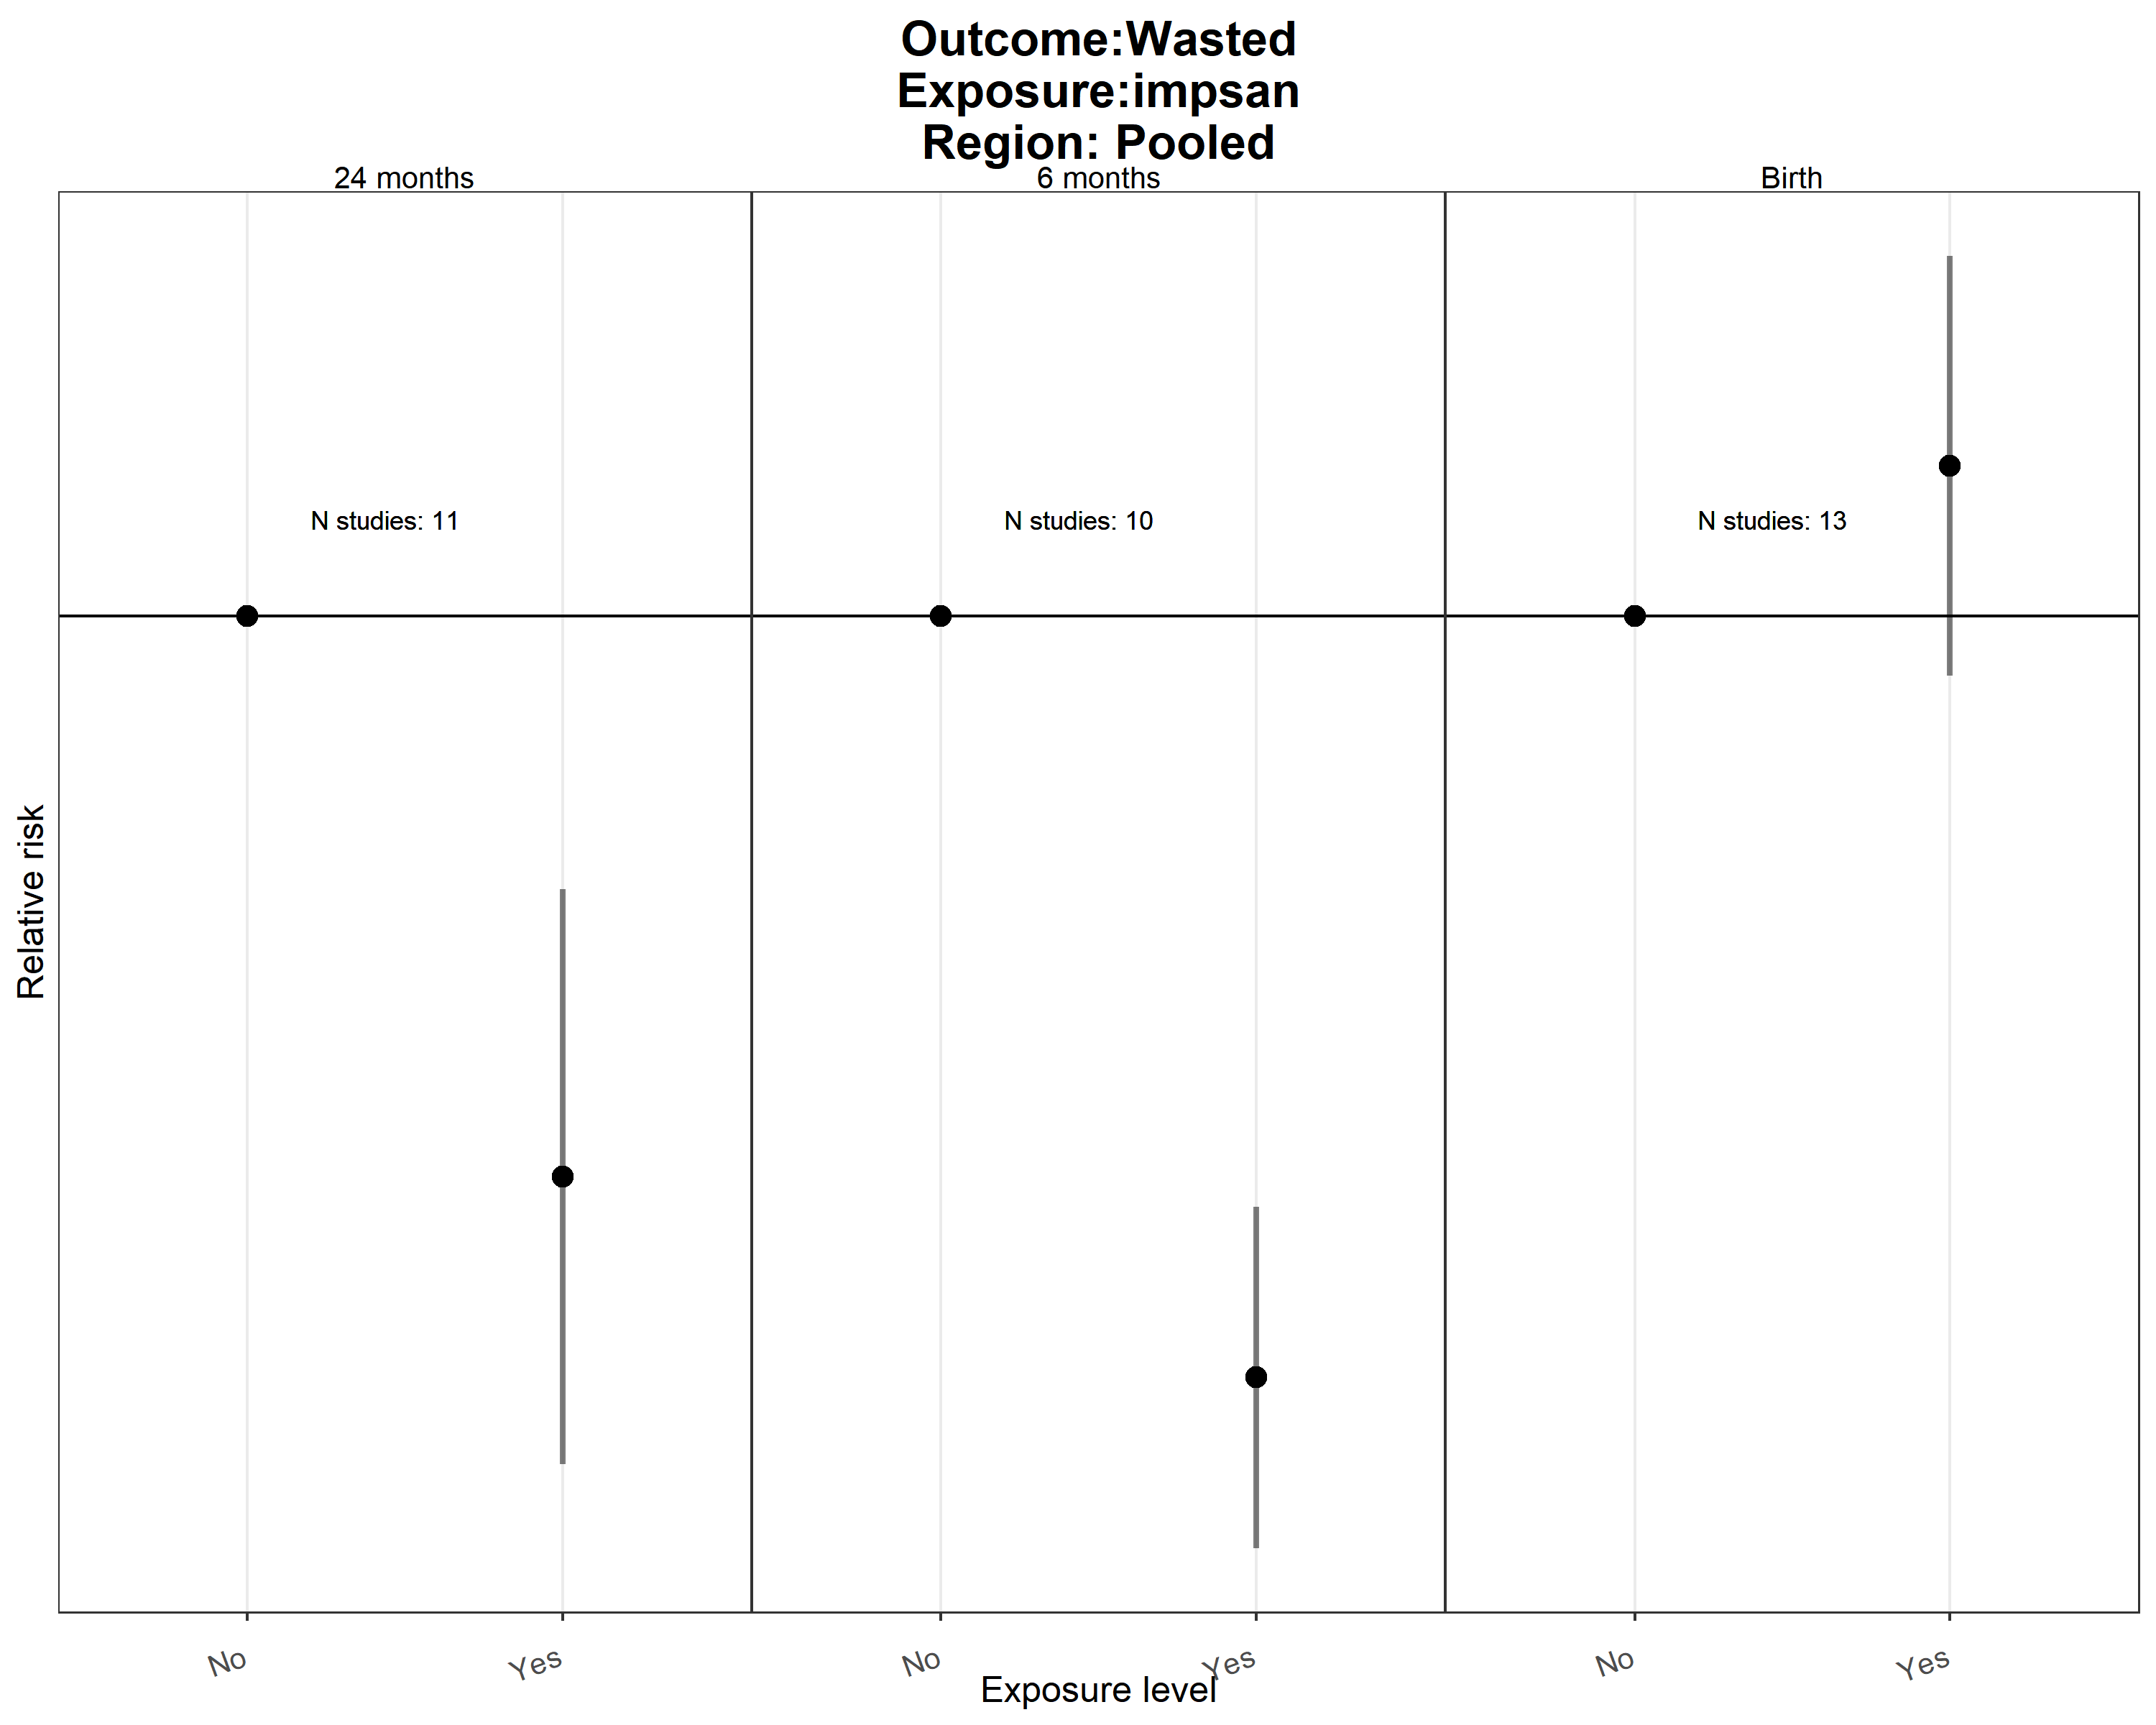 Outcome:Wasted
Exposure:impsan
Region: Pooled
24 months
6 months
Birth
N studies: 11
N studies: 10
N studies: 13
Relative risk
No
Yes
No
Yes
No
Yes
Exposure level